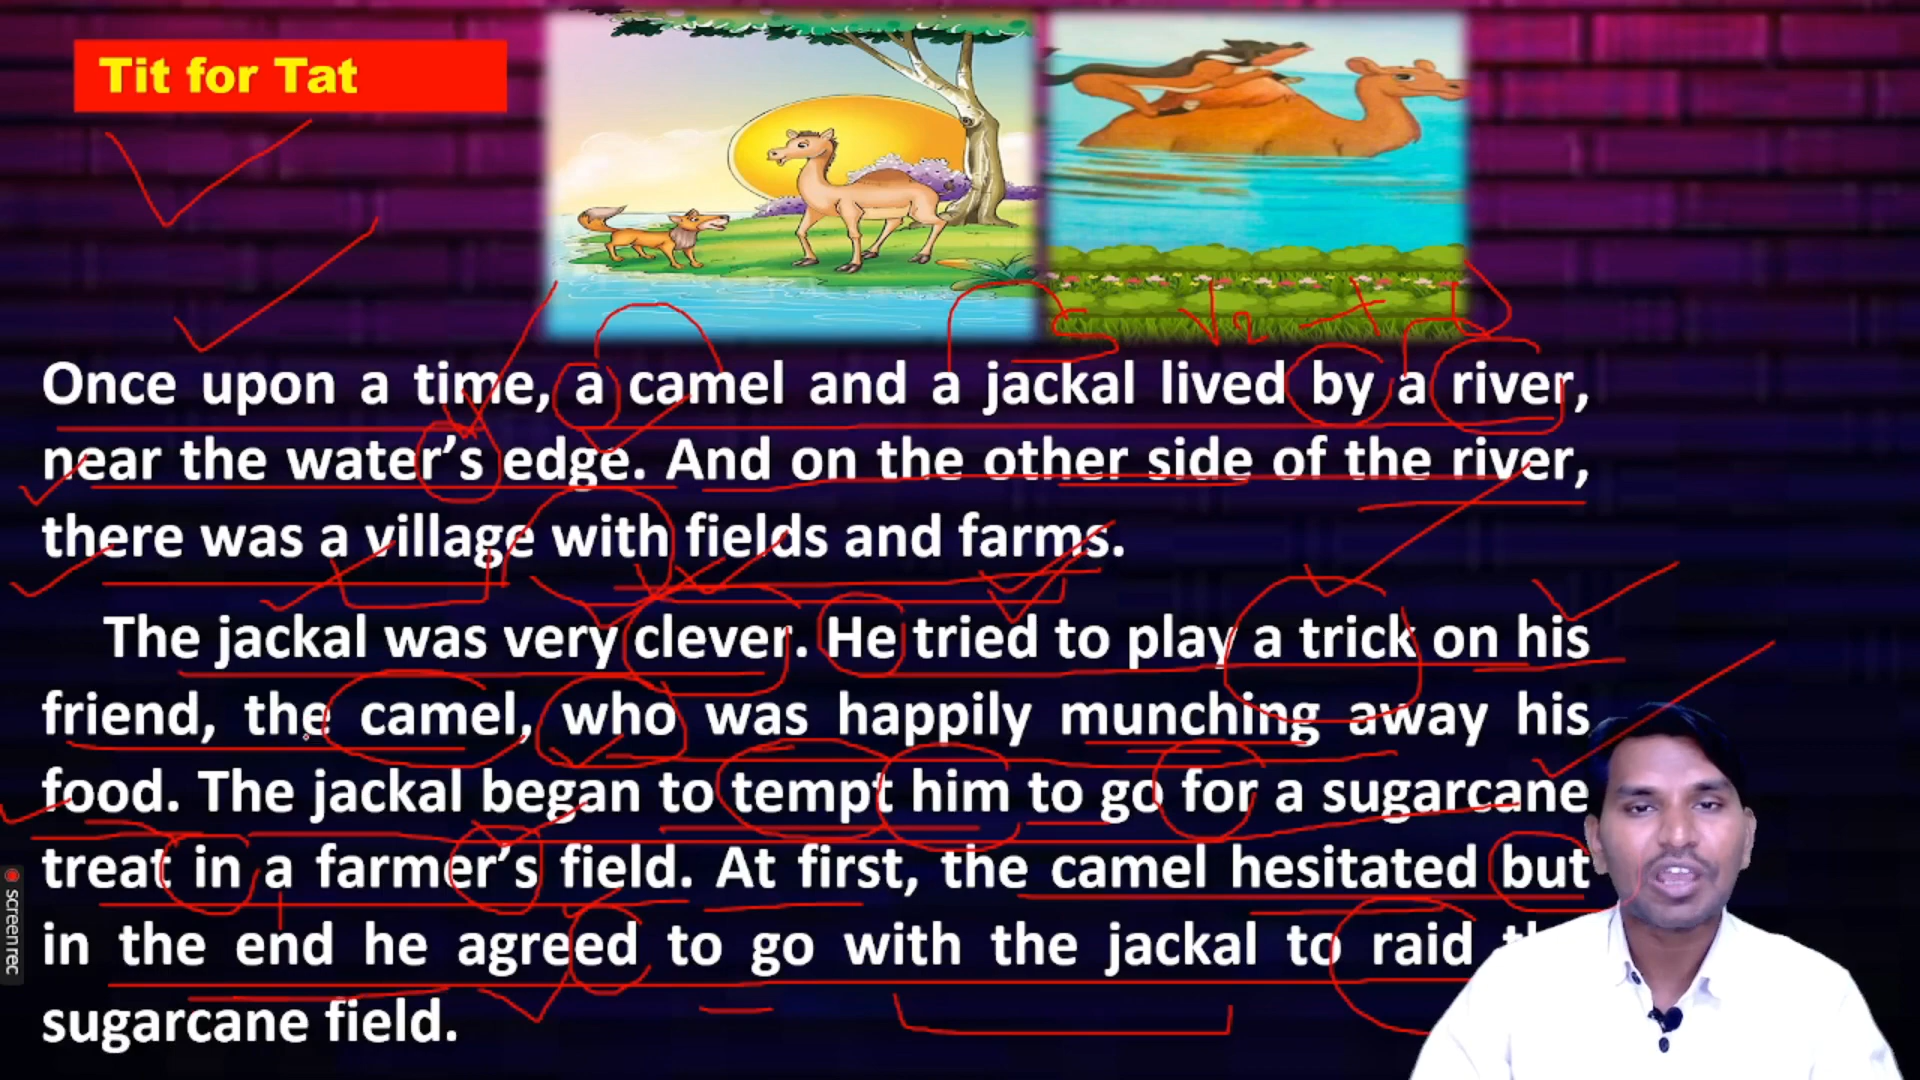 Tit for Tat
Once upon a time, a camel and a jackal lived by a river,
near the water’s edge. And on the other side of the river,
there was a village with fields and farms.
The jackal was very clever. He tried to play a trick on his
friend, the camel, who was happily munching away his
food. The jackal began to tempt him to go for a sugarcane
treat in a farmer’s field. At first, the camel hesitated but
in the end he agreed to go with the jackal to raid
sugarcane field.
screenrec